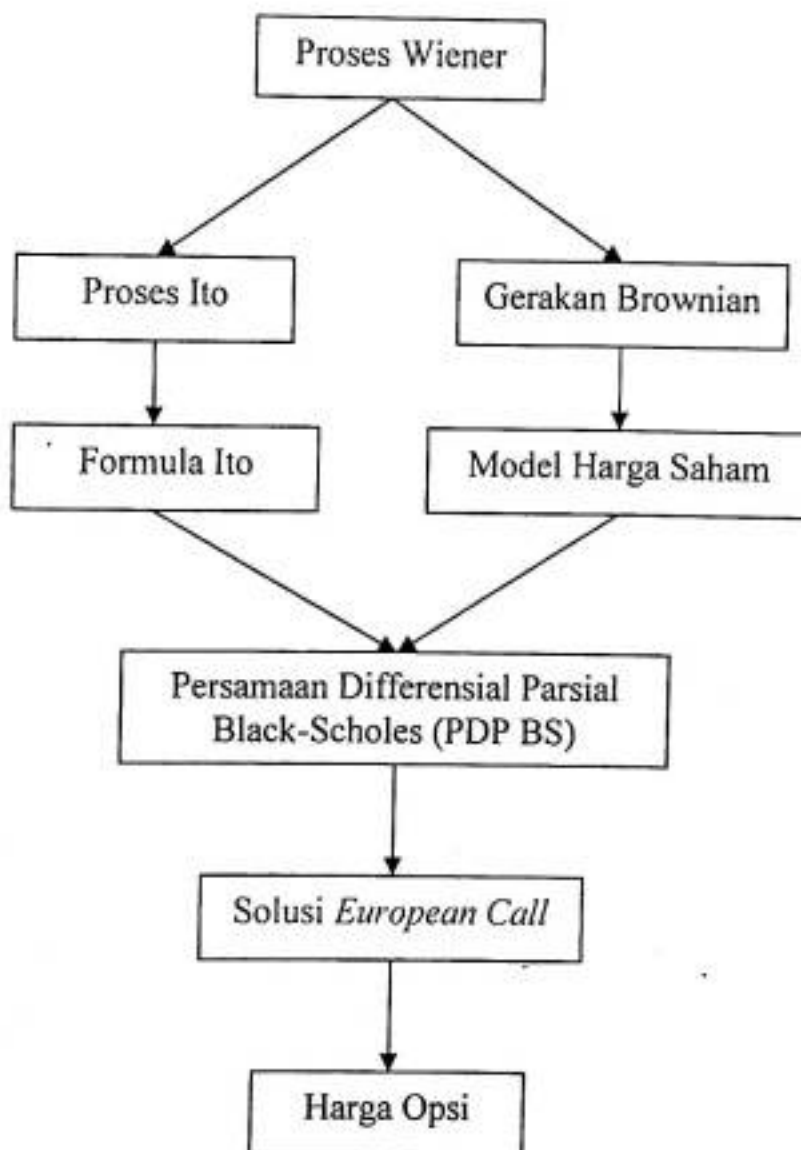 Proses Wiener
Proses Ito
Gerakan Brownian
Formula Ito
Model Harga Saham
Persamaan Differensial Parsial
Black-Scholes (PDP BS)
Solusi European Call
Harga Opsi